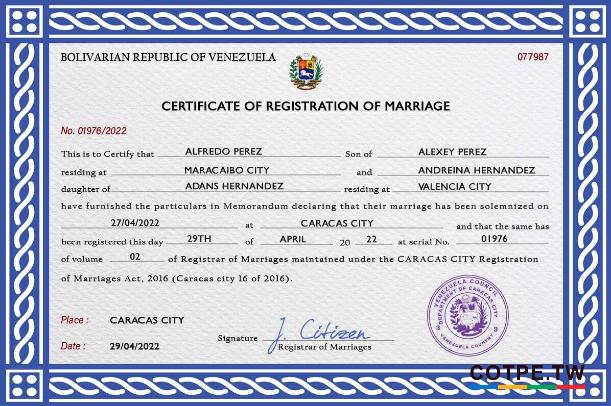 BOLIVARIAN REPUBLIC OF VENEZUELA
077987
CERTIFICATE OF REGISTRATION OF MARRIAGE
No. 01976/2022
This is to Certify that ALFREDO PEREZ Son of ALEXEY PEREZ
residing at MARACAIBO CITY and ANDREINA HERNANDEZ
daughter of ADANS HERNANDEZ residing at VALENCIA CITY
have furnished the particulars in Memorandum declaring that their marriage has been solemnized on
27/04/2022 at CARACAS CITY and that the same has
been registered this day 29TH of APRIL 20 22 at serial No. 01976
of volume 02 of Registrar of Marriages maintained under the CARACAS CITY Registration
of Marriages Act, 2016 (Caracas city 16 of 2016).
Place : CARACAS CITY
Signature J. Citizen
Registrar of Marriages
Date : 29/04/2022
VENEZUELA COUNCIL
DEPARTMENT OF CARACAS CITY
VENEZUELA COUNTRY
COTPE.TW